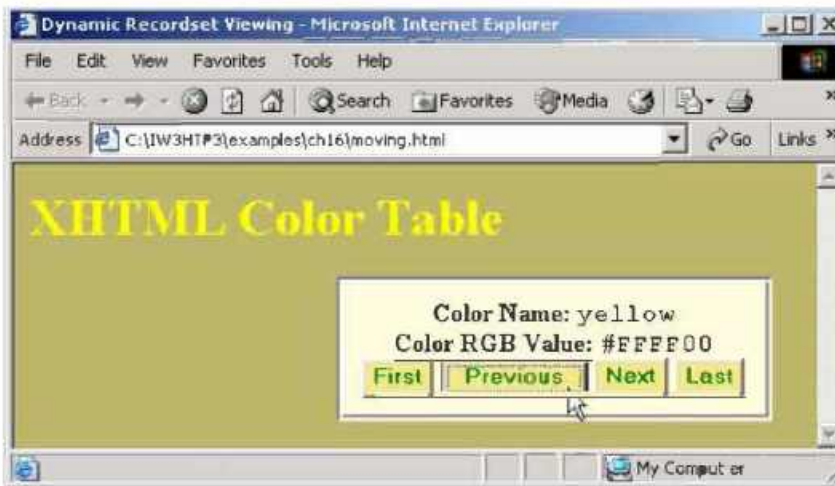 Dynamic Recordset Viewing - Microsoft Internet Explorer
File Edit View Favorites Tools Help
Back Search Favorites Media
Address C:\IW3HTP3\examples\ch16\moving.html Go Links »
XHTML Color Table
Color Name: yellow
Color RGB Value: #FFFF00
First Previous Next Last
My Computer